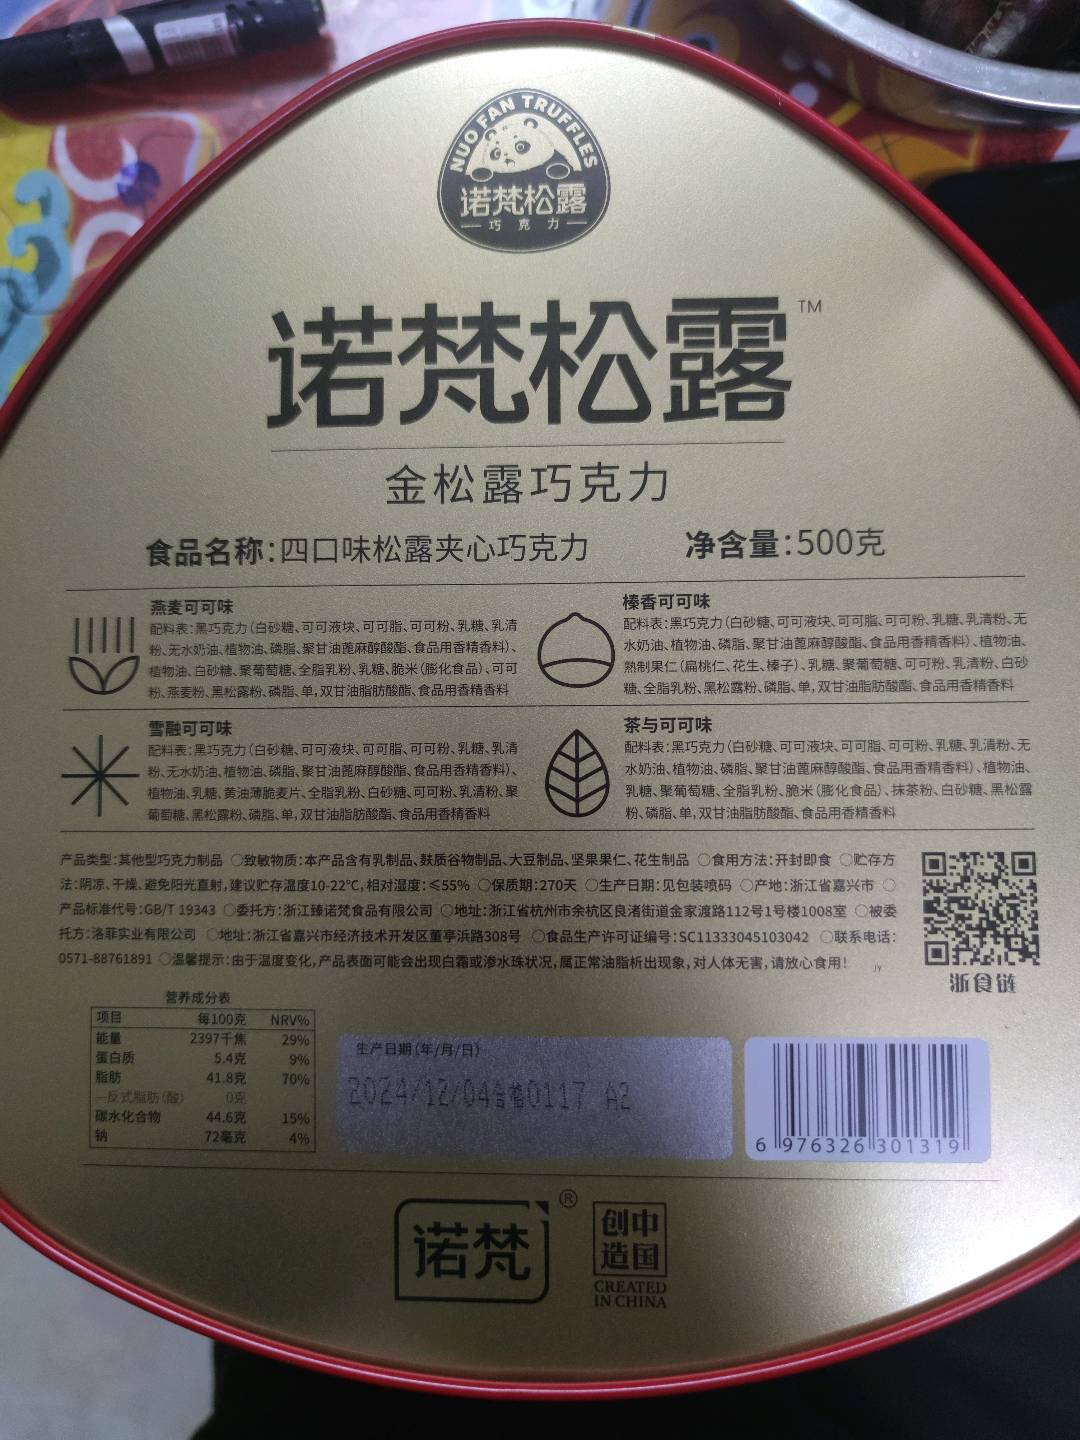 NUO FAN TRUFFLES
诺梵松露
巧克力
诺梵松露™
金松露巧克力
食品名称:四口味松露夹心巧克力 净含量:500克
燕麦可可味
配料表:黑巧克力(白砂糖、可可液块、可可脂、可可粉、乳糖、乳清
粉、无水奶油、植物油、磷脂、聚甘油蓖麻醇酸酯、食品用香精香料)、
植物油、白砂糖、聚葡萄糖、全脂乳粉、乳糖、脆米(膨化食品)、可可
粉、燕麦粉、黑松露粉、磷脂、单,双甘油脂肪酸酯、食品用香精香料
榛香可可味
配料表:黑巧克力(白砂糖、可可液块、可可脂、可可粉、乳糖、乳清粉、无
水奶油、植物油、磷脂、聚甘油蓖麻醇酸酯、食品用香精香料)、植物油、
熟制果仁(扁桃仁、花生、榛子)、乳糖、聚葡萄糖、可可粉、乳清粉、白砂
糖、全脂乳粉、黑松露粉、磷脂、单,双甘油脂肪酸酯、食品用香精香料
雪融可可味
配料表:黑巧克力(白砂糖、可可液块、可可脂、可可粉、乳糖、乳清
粉、无水奶油、植物油、磷脂、聚甘油蓖麻醇酸酯、食品用香精香料)、
植物油、乳糖、黄油薄脆麦片、全脂乳粉、白砂糖、可可粉、乳清粉、聚
葡萄糖、黑松露粉、磷脂、单,双甘油脂肪酸酯、食品用香精香料
茶与可可味
配料表:黑巧克力(白砂糖、可可液块、可可脂、可可粉、乳糖、乳清粉、无
水奶油、植物油、磷脂、聚甘油蓖麻醇酸酯、食品用香精香料)、植物油、
乳糖、聚葡萄糖、全脂乳粉、脆米(膨化食品)、抹茶粉、白砂糖、黑松露
粉、磷脂、单,双甘油脂肪酸酯、食品用香精香料
产品类型:其他型巧克力制品 〇致敏物质:本产品含有乳制品、麸质谷物制品、大豆制品、坚果果仁、花生制品 〇食用方法:开封即食 〇贮存方
法:阴凉、干燥、避免阳光直射,建议贮存温度10-22℃,相对湿度:≤55% 〇保质期:270天 〇生产日期:见包装喷码 〇产地:浙江省嘉兴市 〇
产品标准代号:GB/T 19343 〇委托方:浙江臻诺梵食品有限公司 〇地址:浙江省杭州市余杭区良渚街道金家渡路112号1号楼1008室 〇被委
托方:洛菲实业有限公司 〇地址:浙江省嘉兴市经济技术开发区董亭浜路308号 〇食品生产许可证编号:SC11333045103042 〇联系电话:
0571-88761891 〇温馨提示:由于温度变化,产品表面可能会出现白霜或渗水珠状况,属正常油脂析出现象,对人体无害,请放心食用! JY
浙食链
营养成分表
项目 每100克 NRV%
能量 2397千焦 29%
蛋白质 5.4克 9%
脂肪 41.8克 70%
—反式脂肪(酸) 0克
碳水化合物 44.6克 15%
钠 72毫克 4%
生产日期(年/月/日)
2024/12/04合格0117 A2
6 976326 301319
诺梵®
创中
造国
CREATED
IN CHINA